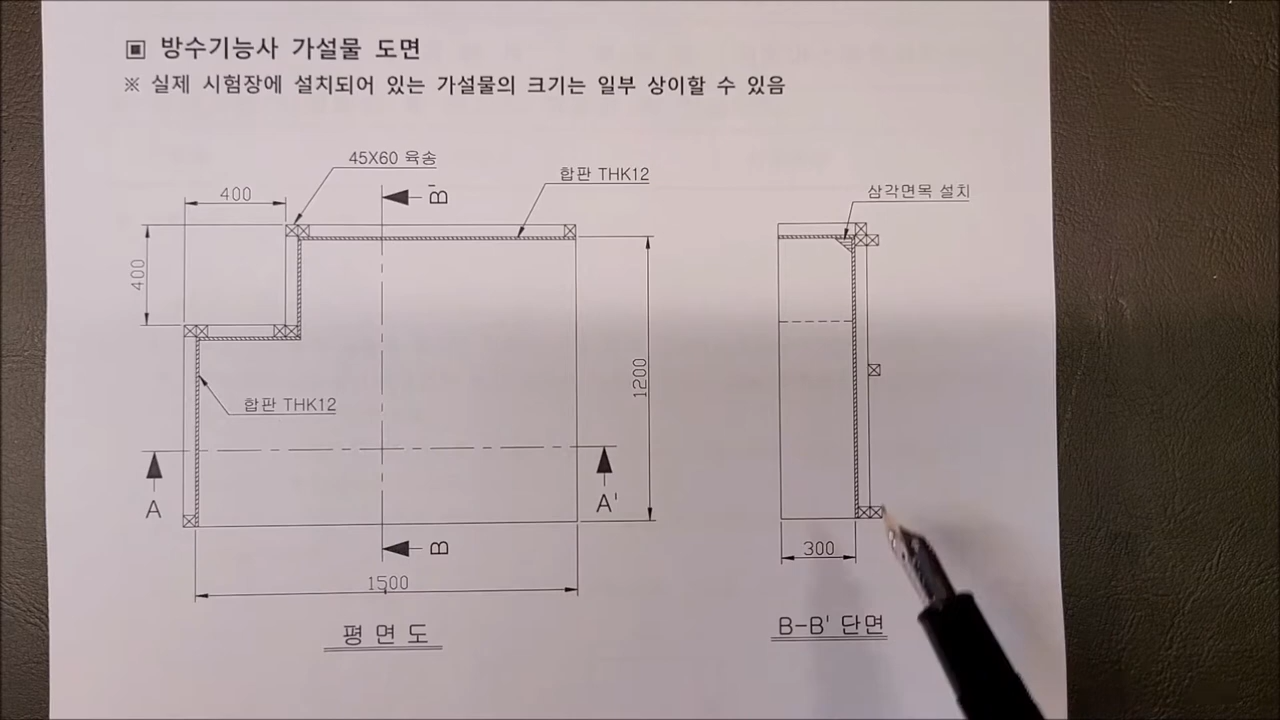 ▣ 방수기능사 가설물 도면
※ 실제 시험장에 설치되어 있는 가설물의 크기는 일부 상이할 수 있음
45X60 육송
합판 THK12
삼각면목 설치
400
B'
400
1200
합판 THK12
A
A'
B
300
1500
평면도
B-B' 단면